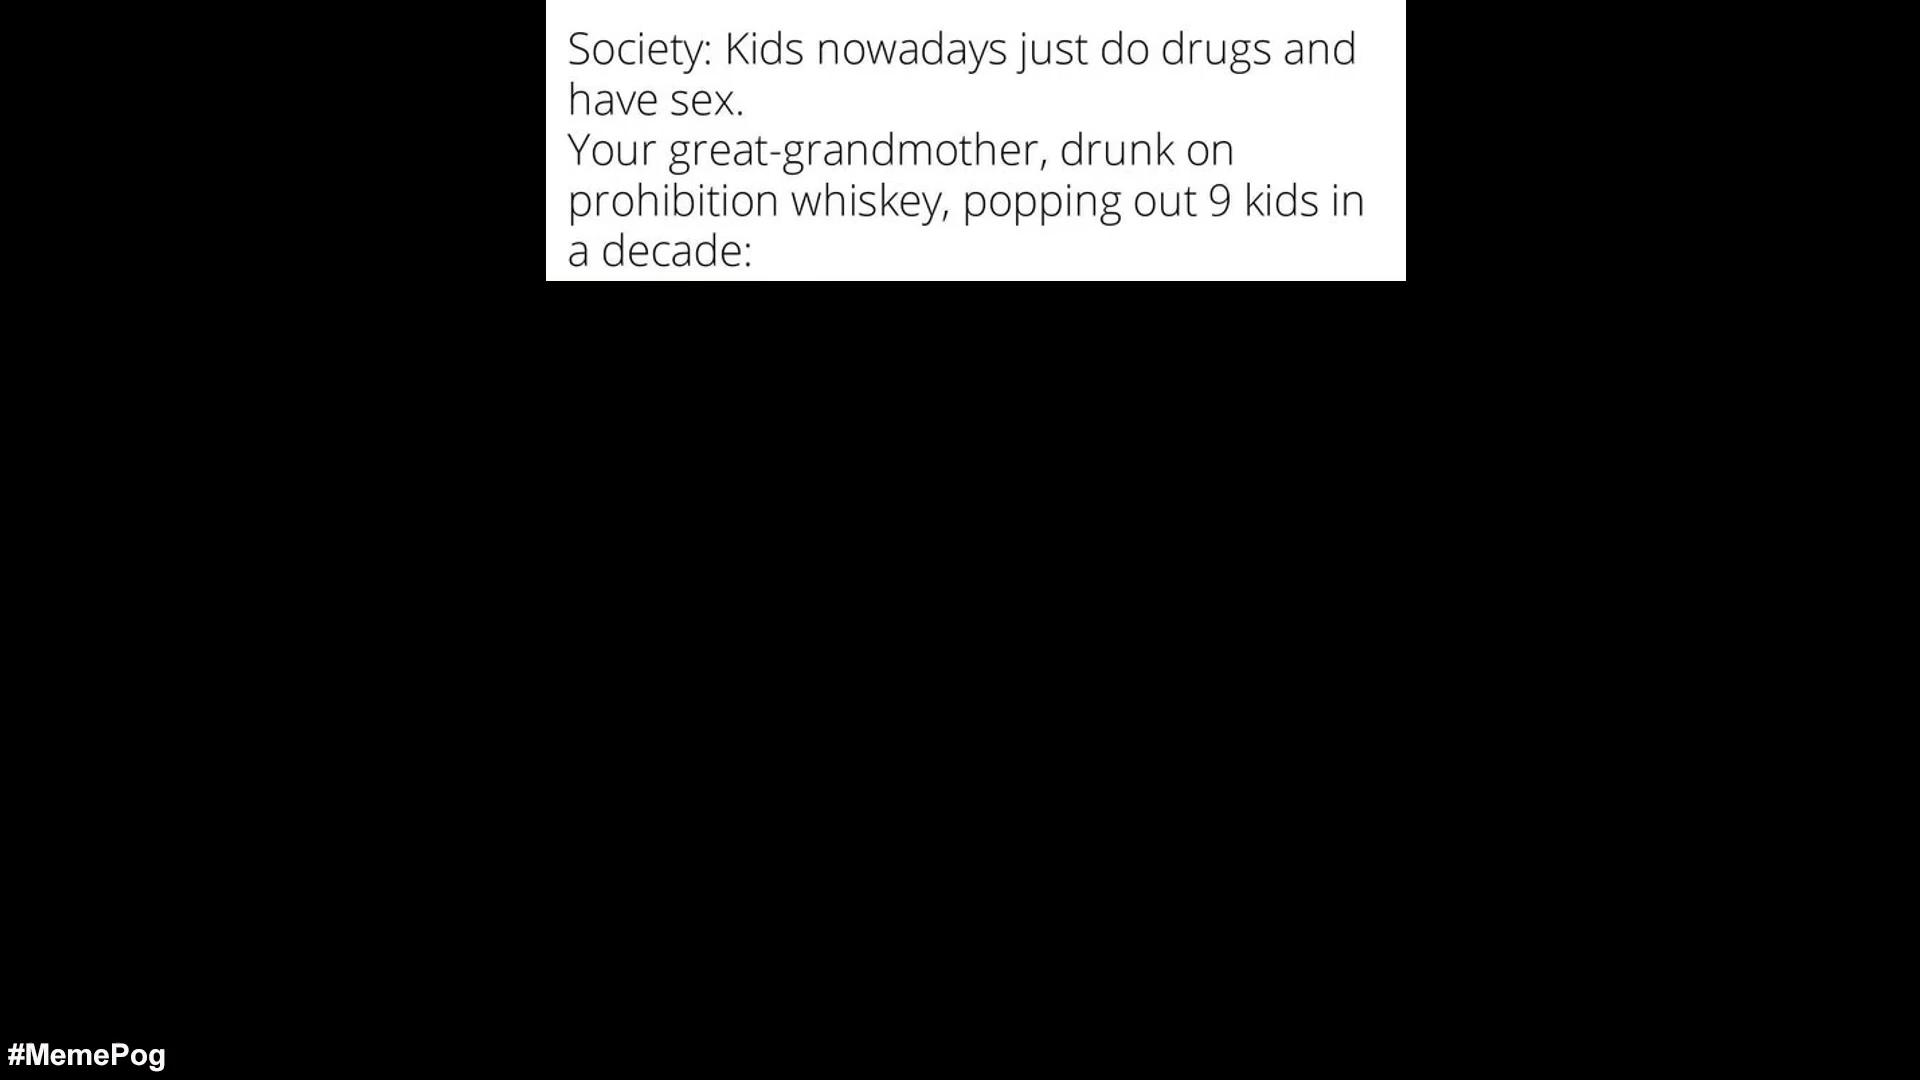 Society: Kids nowadays just do drugs and
have sex.
Your great-grandmother, drunk on
prohibition whiskey, popping out 9 kids in
a decade:
#MemePog